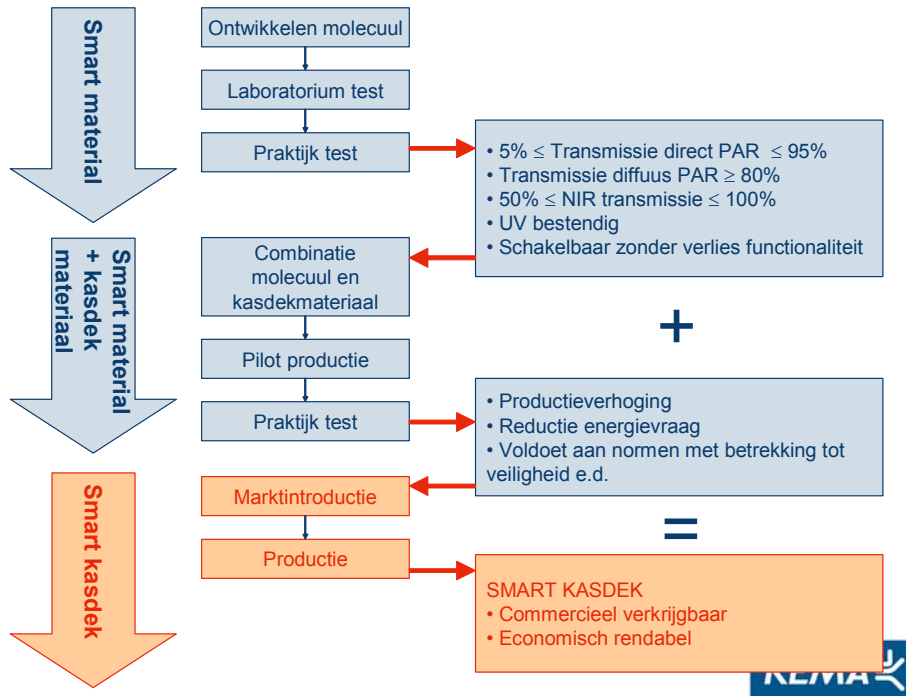 Smart material
Ontwikkelen molecuul
Laboratorium test
Praktijk test
• 5% ≤ Transmissie direct PAR ≤ 95%
• Transmissie diffuus PAR ≥ 80%
• 50% ≤ NIR transmissie ≤ 100%
• UV bestendig
• Schakelbaar zonder verlies functionaliteit
Smart material
+ kasdek
materiaal
Combinatie
molecuul en
kasdekmateriaal
Pilot productie
Praktijk test
+
• Productieverhoging
• Reductie energievraag
• Voldoet aan normen met betrekking tot
veiligheid e.d.
Smart kasdek
Marktintroductie
Productie
=
SMART KASDEK
• Commercieel verkrijgbaar
• Economisch rendabel
KEMA